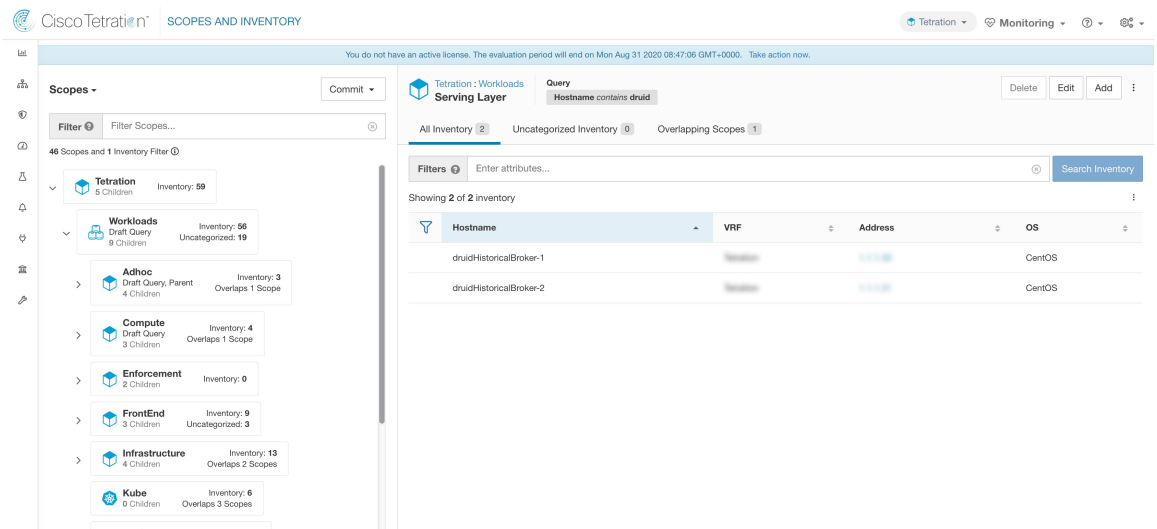 Cisco Tetration™ SCOPES AND INVENTORY Tetration Monitoring
You do not have an active license. The evaluation period will end on Mon Aug 31 2020 08:47:06 GMT+0000. Take action now.
Scopes
Commit
Filter Filter Scopes...
46 Scopes and 1 Inventory Filter
Tetration
5 Children
Inventory: 59
Workloads
Draft Query
9 Children
Inventory: 56
Uncategorized: 19
Adhoc
Draft Query, Parent
4 Children
Inventory: 3
Overlaps 1 Scope
Compute
Draft Query
3 Children
Inventory: 4
Overlaps 1 Scope
Enforcement
2 Children
Inventory: 0
FrontEnd
3 Children
Inventory: 9
Uncategorized: 3
Infrastructure
4 Children
Inventory: 13
Overlaps 2 Scopes
Kube
0 Children
Inventory: 6
Overlaps 3 Scopes
Tetration : Workloads
Serving Layer
Query
Hostname contains druid
Delete Edit Add
All Inventory 2 Uncategorized Inventory 0 Overlapping Scopes 1
Filters Enter attributes... Search Inventory
Showing 2 of 2 inventory
Hostname VRF Address OS
druidHistoricalBroker-1 CentOS
druidHistoricalBroker-2 CentOS